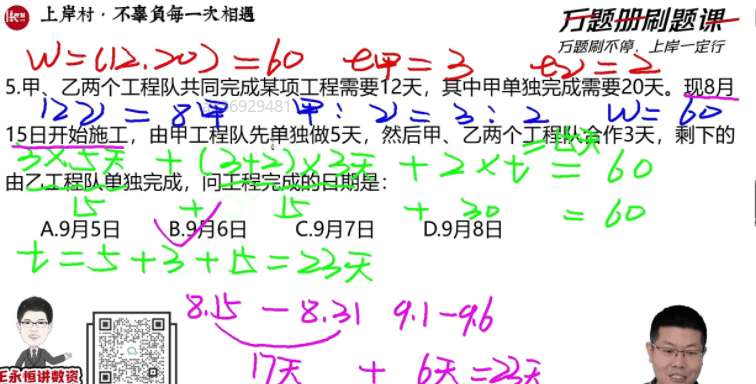 上岸村·不辜負每一次相遇
万题册刷题课
万题刷不停，上岸一定行
W=(12.20)=60 e甲=3 e乙=2
5.甲、乙两个工程队共同完成某项工程需要12天，其中甲单独完成需要20天。现8月
12乙=8甲 甲:乙=3:2 W=60
15日开始施工，由甲工程队先单独做5天，然后甲、乙两个工程队合作3天，剩下的
=15天
3×5天+(3+2)×3天+2×t=60
由乙工程队单独完成，问工程完成的日期是：
15+15+30=60
A.9月5日 B.9月6日 C.9月7日 D.9月8日
t=5+3+15=23天
8.15-8.31 9.1-9.6
17天+6天=23天
王永恒讲数资